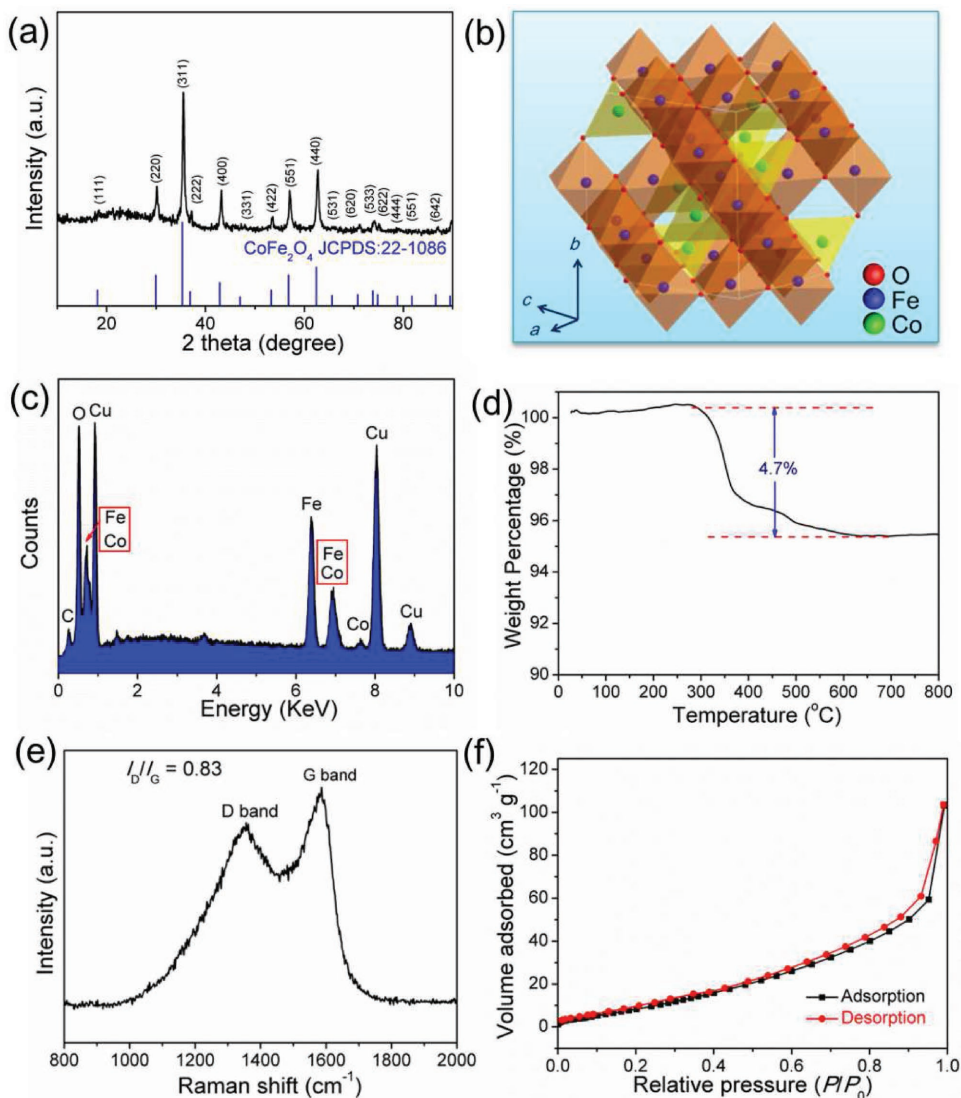 (a)
Intensity (a.u.)
(111)
(220)
(311)
(222)
(400)
(331)
(422)
(551)
(440)
(531)
(620)
(533)
(622)
(444)
(551)
(642)
CoFe₂O₄ JCPDS:22-1086
20 40 60 80
2 theta (degree)
(b)
b
c
a
O
Fe
Co
(c)
Counts
C
O
Fe
Co
Cu
Fe
Fe
Co
Co
Cu
Cu
0 2 4 6 8 10
Energy (KeV)
(d)
Weight Percentage (%)
100
98
96
94
92
90
4.7%
0 100 200 300 400 500 600 700 800
Temperature (°C)
(e)
Intensity (a.u.)
I_D/I_G = 0.83
D band
G band
800 1000 1200 1400 1600 1800 2000
Raman shift (cm⁻¹)
(f)
Volume adsorbed (cm³ g⁻¹)
120
100
80
60
40
20
0
Adsorption
Desorption
0.0 0.2 0.4 0.6 0.8 1.0
Relative pressure (P/P₀)